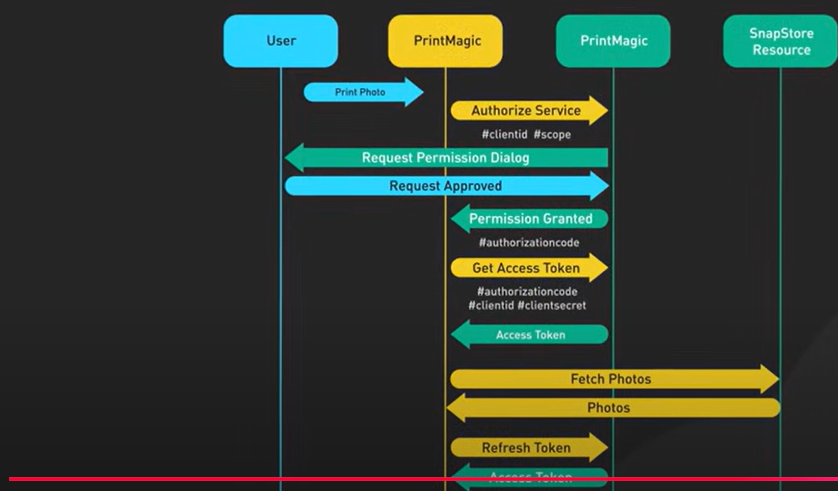 User
PrintMagic
PrintMagic
SnapStore
Resource
Print Photo
Authorize Service
#clientid #scope
Request Permission Dialog
Request Approved
Permission Granted
#authorizationcode
Get Access Token
#authorizationcode
#clientid #clientsecret
Access Token
Fetch Photos
Photos
Refresh Token
Access Token